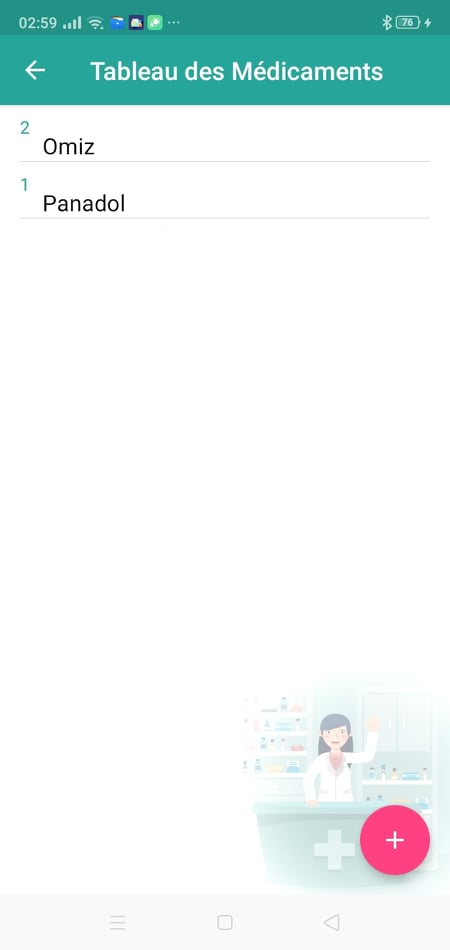 02:59
76
Tableau des Médicaments
2
Omiz
1
Panadol